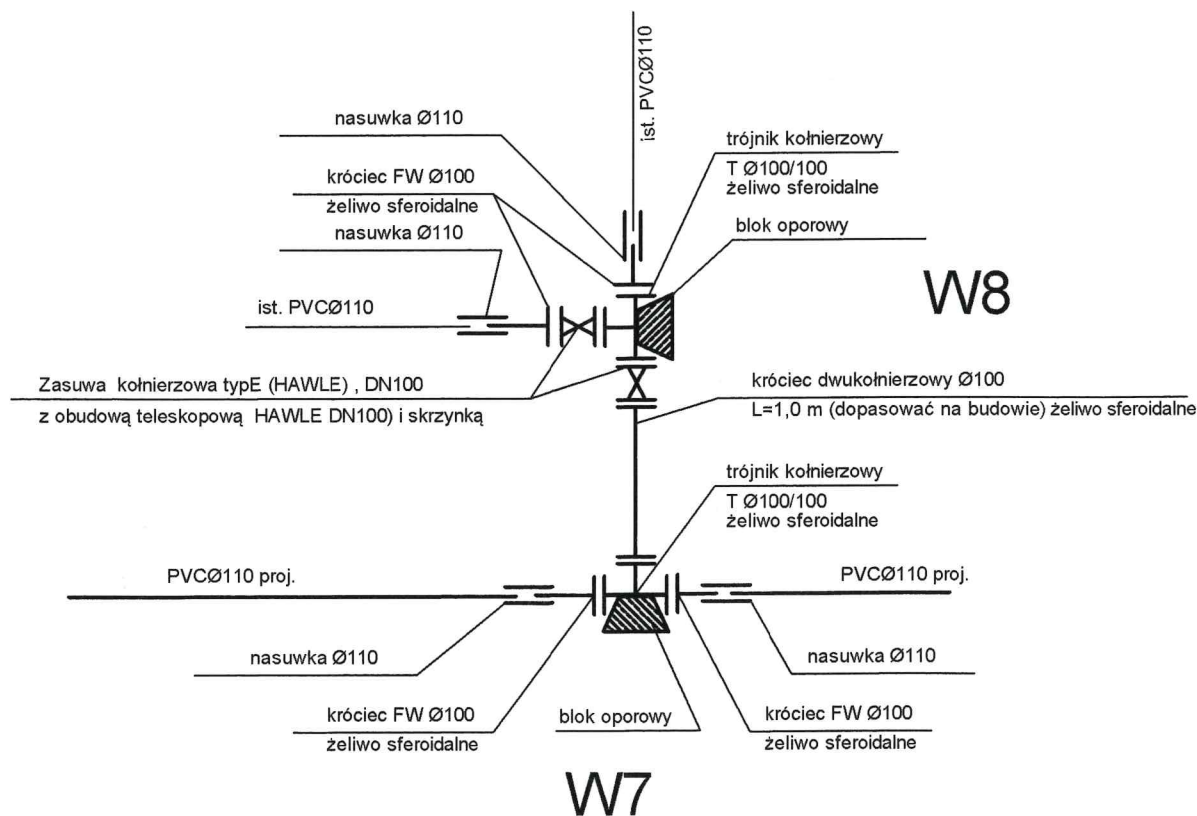 ist. PVCØ110
nasuwka Ø110
trójnik kołnierzowy
T Ø100/100
żeliwo sferoidalne
króciec FW Ø100
żeliwo sferoidalne
nasuwka Ø110
blok oporowy
W8
ist. PVCØ110
Zasuwa kołnierzowa typE (HAWLE) , DN100
z obudową teleskopową HAWLE DN100) i skrzynką
króciec dwukołnierzowy Ø100
L=1,0 m (dopasować na budowie) żeliwo sferoidalne
trójnik kołnierzowy
T Ø100/100
żeliwo sferoidalne
PVCØ110 proj.
PVCØ110 proj.
nasuwka Ø110
nasuwka Ø110
króciec FW Ø100
żeliwo sferoidalne
blok oporowy
króciec FW Ø100
żeliwo sferoidalne
W7